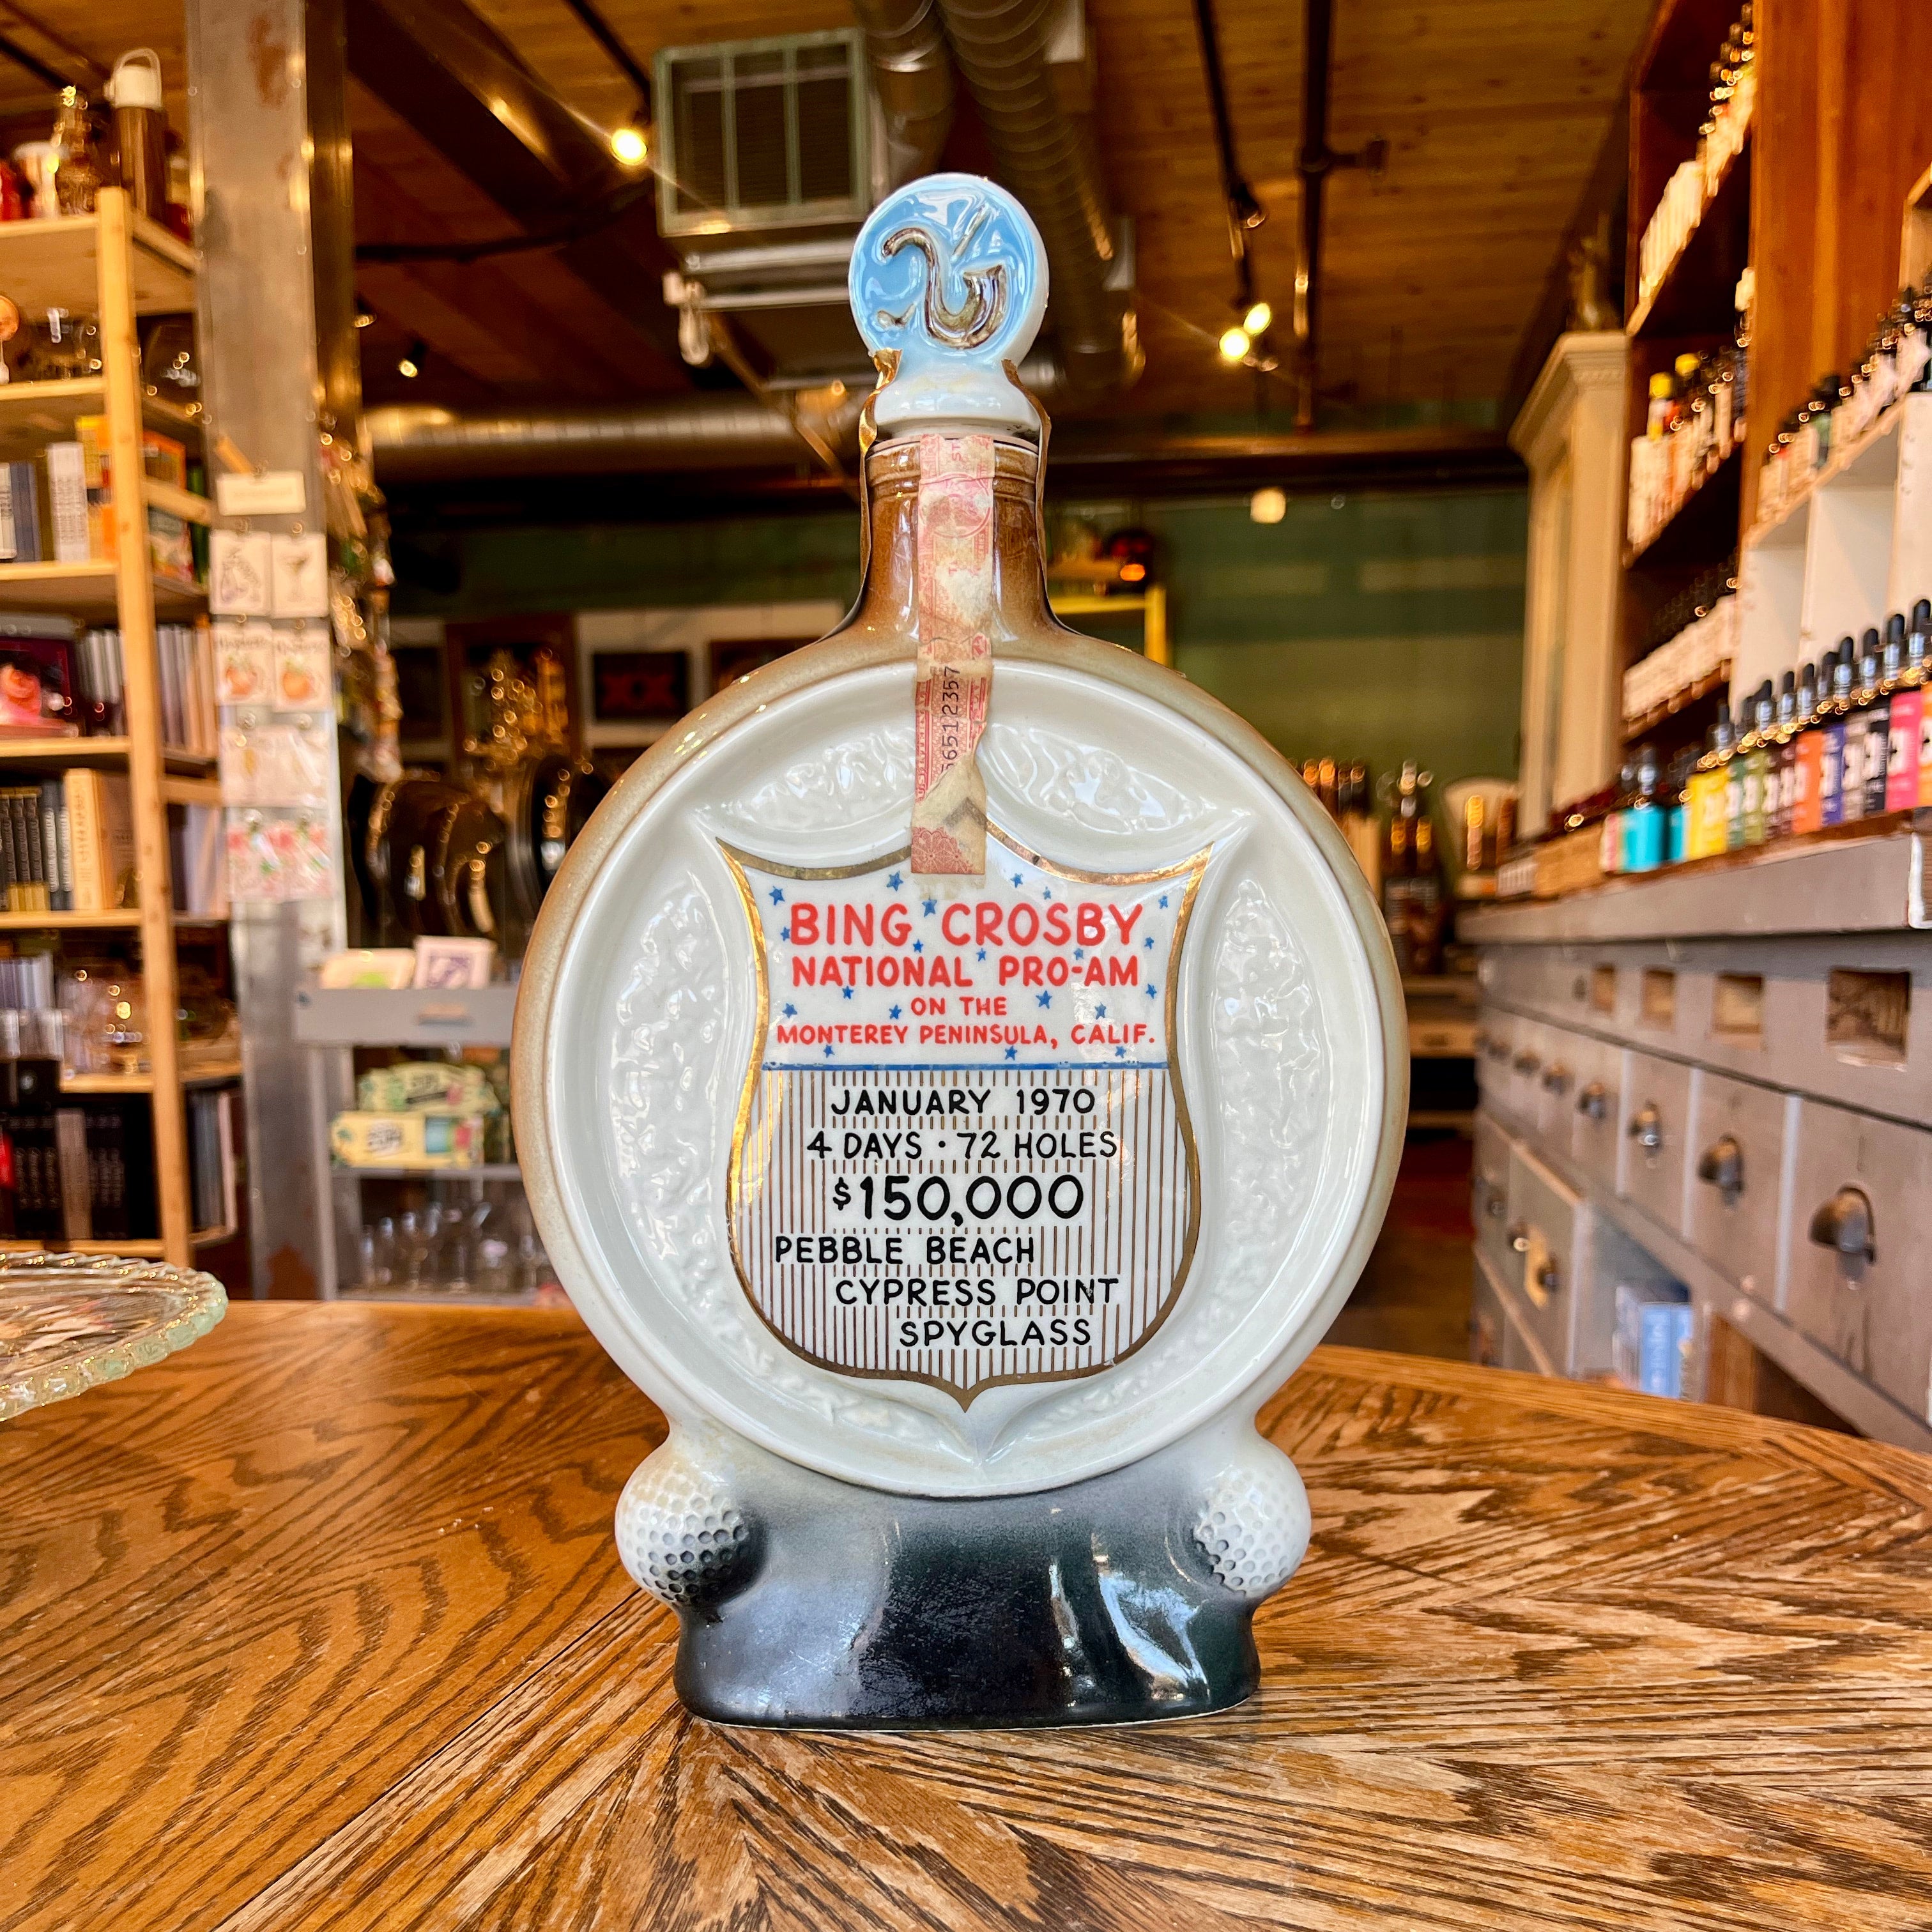 56512357
BING CROSBY
NATIONAL PRO-AM
ON THE
MONTEREY PENINSULA, CALIF.
JANUARY 1970
4 DAYS · 72 HOLES
$150,000
PEBBLE BEACH
CYPRESS POINT
SPYGLASS